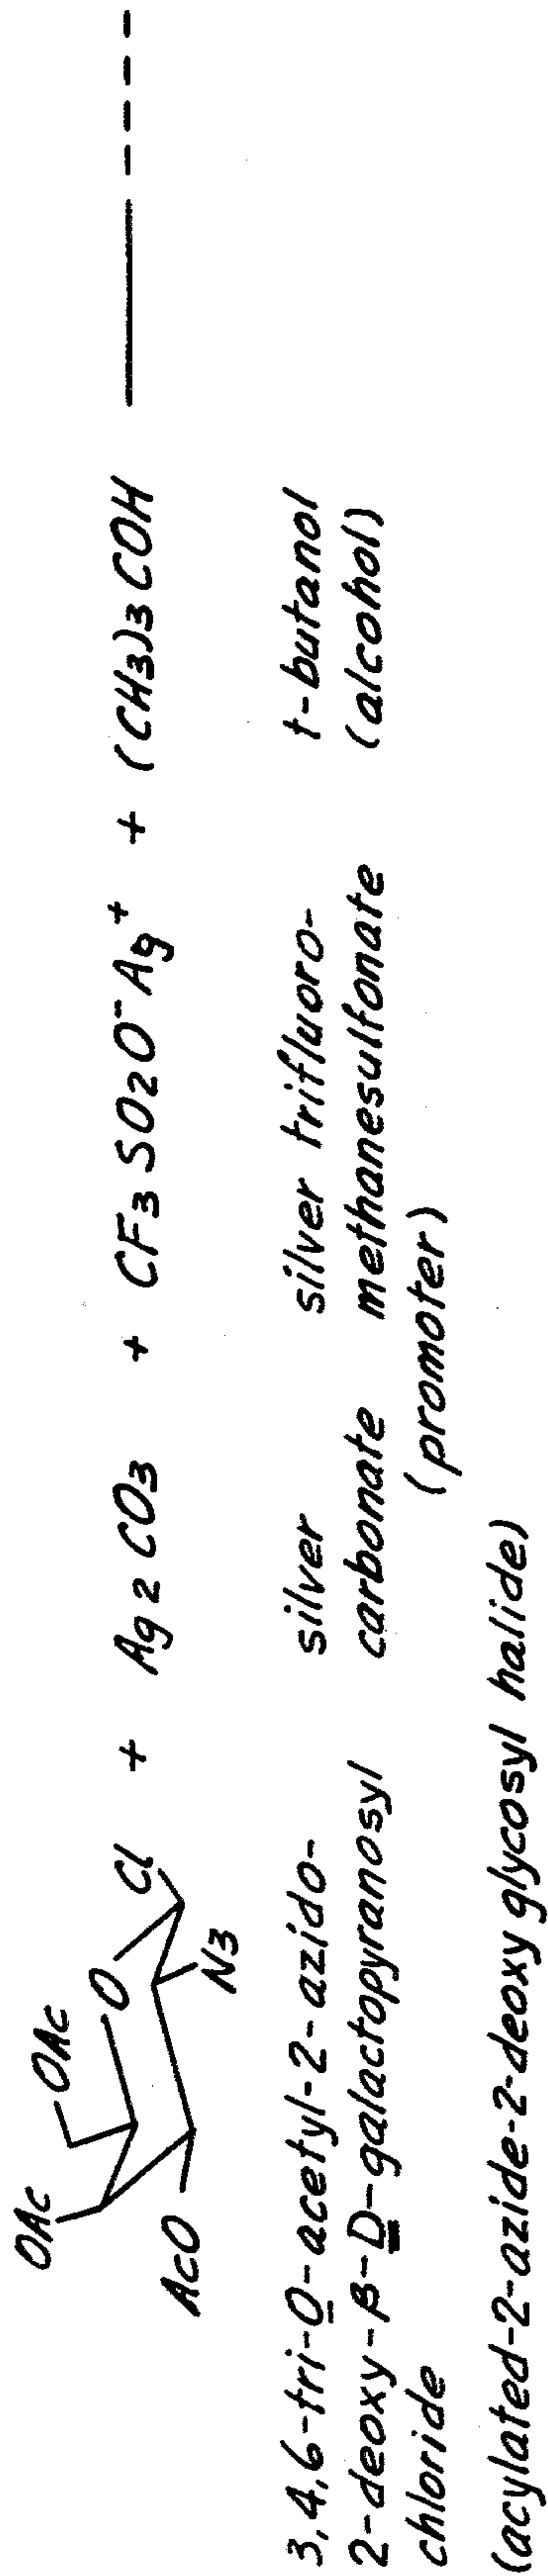 OAc
OAc
O
Cl
AcO
N3
+ Ag2CO3 + CF3SO2O-Ag+ + (CH3)3COH
3,4,6-tri-O-acetyl-2-azido-
2-deoxy-β-D-galactopyranosyl
chloride
(acylated-2-azide-2-deoxy glycosyl halide)
silver
carbonate
silver trifluoro-
methanesulfonate
(promoter)
t-butanol
(alcohol)